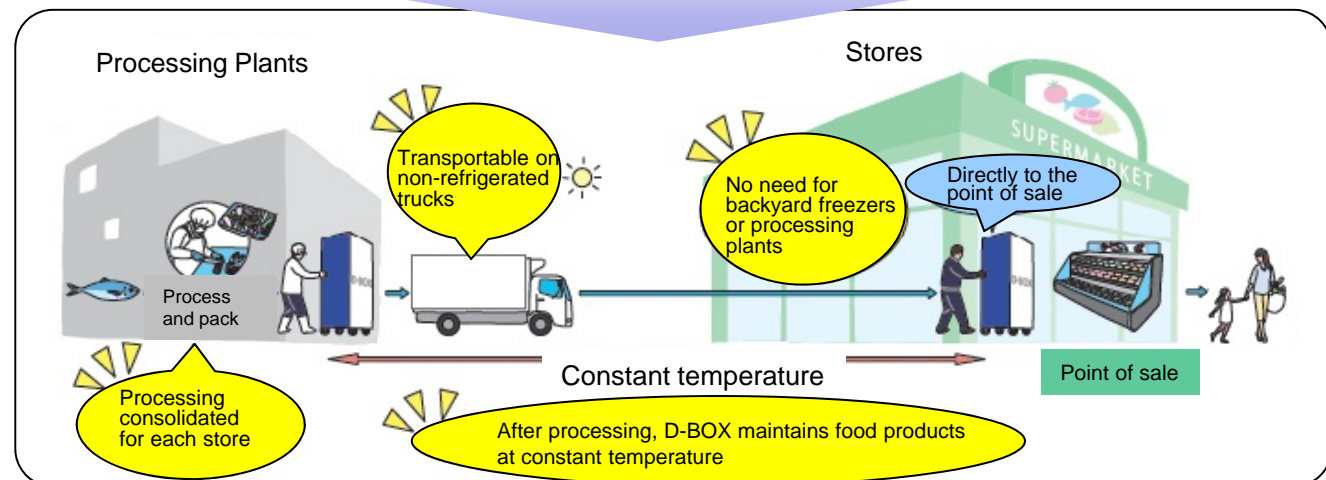 Processing Plants
Stores
Transportable on
non-refrigerated
trucks
SUPERMARKET
No need for
backyard freezers
or processing
plants
Directly to the
point of sale
Process
and pack
D-BOX
D-BOX
Constant temperature
Point of sale
Processing
consolidated
for each store
After processing, D-BOX maintains food products
at constant temperature